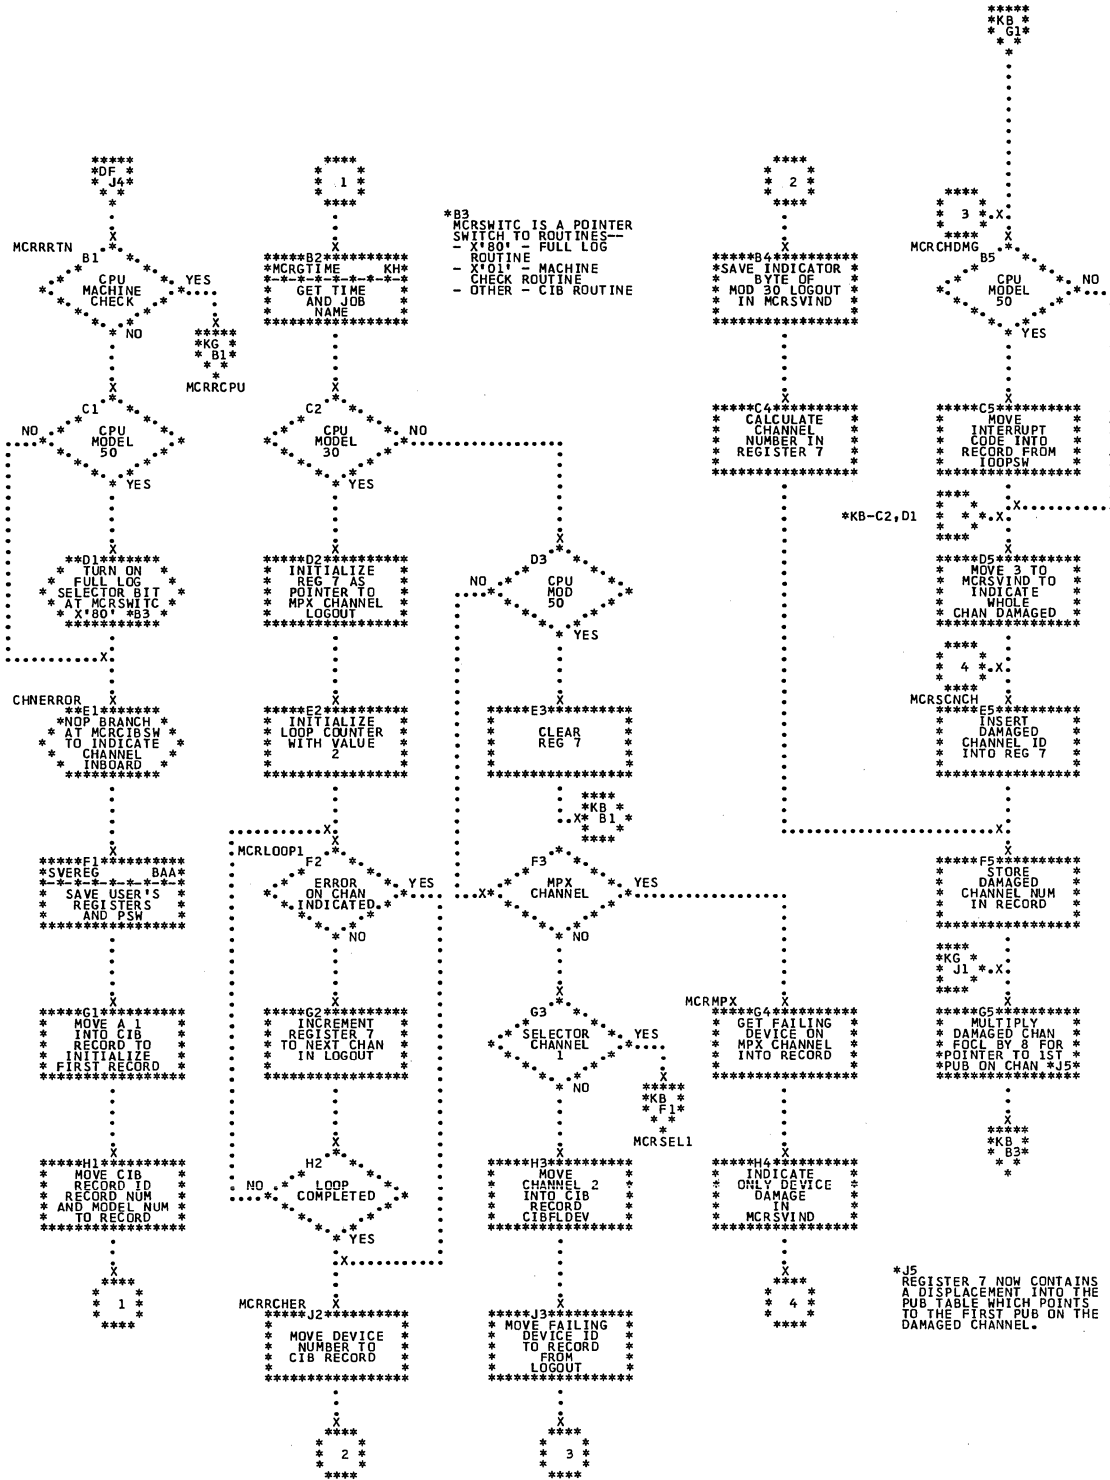 KB
G1
DF
J4
1
2
*B3
MCRSWITC IS A POINTER
SWITCH TO ROUTINES--
- X'80' - FULL LOG
ROUTINE
- X'01' - MACHINE
CHECK ROUTINE
- OTHER - CIB ROUTINE
3
MCRRRTN
B1
CPU
MACHINE
CHECK
YES
NO
KG
B1
MCRRCPU
B2
MCRGTIME KH
GET TIME
AND JOB
NAME
B4
SAVE INDICATOR
BYTE OF
MOD 30 LOGOUT
IN MCRSVIND
MCRCHDMG
B5
CPU
MODEL
50
NO
YES
C1
CPU
MODEL
50
NO
YES
C2
CPU
MODEL
30
NO
YES
C4
CALCULATE
CHANNEL
NUMBER IN
REGISTER 7
C5
MOVE
INTERRUPT
CODE INTO
RECORD FROM
IOOPSW
*KB-C2,D1
D1
TURN ON
FULL LOG
SELECTOR BIT
AT MCRSWITC
X'80' *B3
D2
INITIALIZE
REG 7 AS
POINTER TO
MPX CHANNEL
LOGOUT
D3
CPU
MOD
50
NO
YES
D5
MOVE 3 TO
MCRSVIND TO
INDICATE
WHOLE
CHAN DAMAGED
4
CHNERROR
E1
NOP BRANCH
AT MCRCIBSW
TO INDICATE
CHANNEL
INBOARD
E2
INITIALIZE
LOOP COUNTER
WITH VALUE
2
E3
CLEAR
REG 7
MCRSCNCH
E5
INSERT
DAMAGED
CHANNEL ID
INTO REG 7
KB
B1
F1
SVEREG BAA
SAVE USER'S
REGISTERS
AND PSW
MCRLOOP1
F2
ERROR
ON CHAN
INDICATED
YES
NO
F3
MPX
CHANNEL
YES
NO
F5
STORE
DAMAGED
CHANNEL NUM
IN RECORD
KG
J1
G1
MOVE A 1
INTO CIB
RECORD TO
INITIALIZE
FIRST RECORD
G2
INCREMENT
REGISTER 7
TO NEXT CHAN
IN LOGOUT
G3
SELECTOR
CHANNEL
1
YES
NO
KB
F1
MCRSEL1
MCRMPX
G4
GET FAILING
DEVICE ON
MPX CHANNEL
INTO RECORD
G5
MULTIPLY
DAMAGED CHAN
FOCL BY 8 FOR
POINTER TO 1ST
PUB ON CHAN *J5
KB
B3
H1
MOVE CIB
RECORD ID
RECORD NUM
AND MODEL NUM
TO RECORD
H2
LOOP
COMPLETED
NO
YES
H3
MOVE
CHANNEL 2
INTO CIB
RECORD
CIBFLDEV
H4
INDICATE
ONLY DEVICE
DAMAGE
IN
MCRSVIND
1
4
*J5
REGISTER 7 NOW CONTAINS
A DISPLACEMENT INTO THE
PUB TABLE WHICH POINTS
TO THE FIRST PUB ON THE
DAMAGED CHANNEL.
MCRRCHER
J2
MOVE DEVICE
NUMBER TO
CIB RECORD
J3
MOVE FAILING
DEVICE ID
TO RECORD
FROM
LOGOUT
2
3